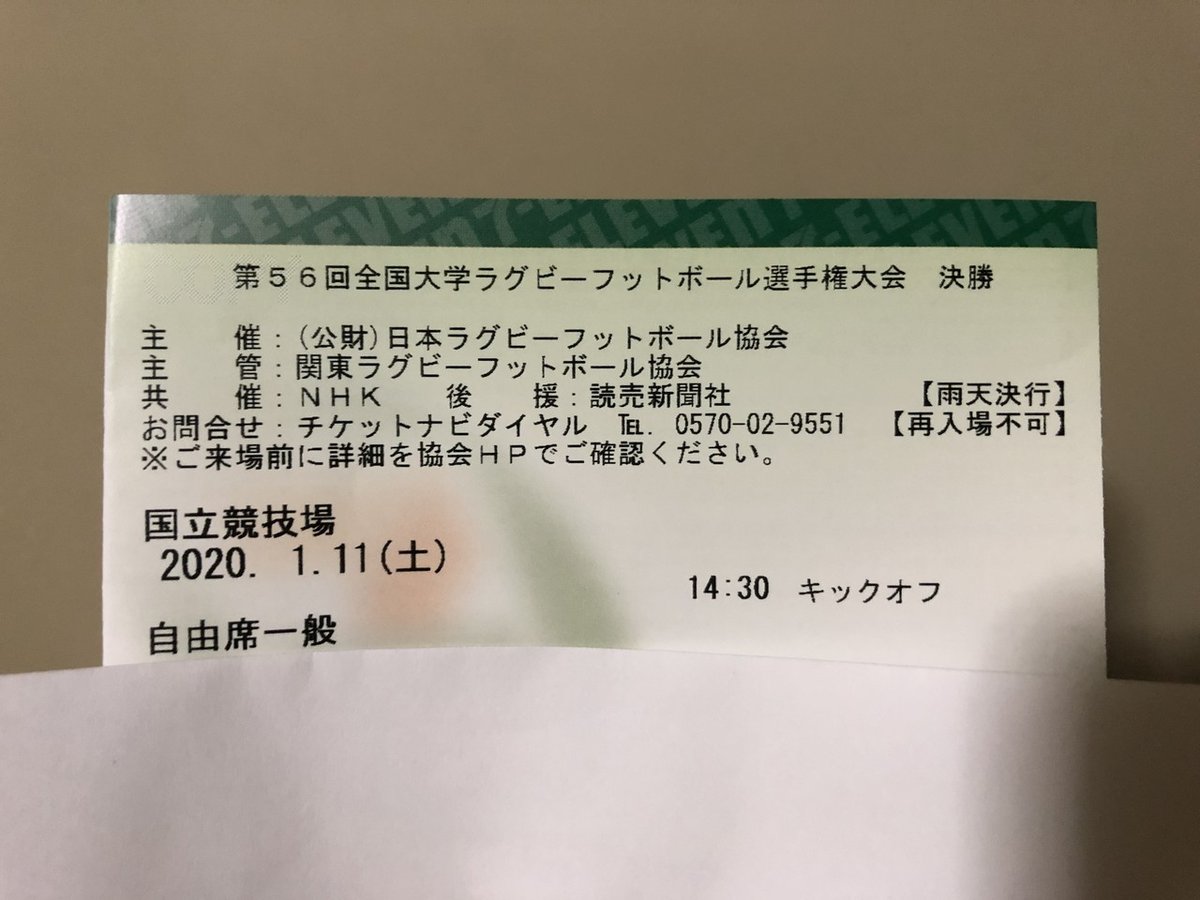 7-ELEVEN 7-ELEVEN 7
第56回全国大学ラグビーフットボール選手権大会 決勝
主 催:(公財)日本ラグビーフットボール協会
主 管:関東ラグビーフットボール協会
共 催:NHK 後 援:読売新聞社 【雨天決行】
お問合せ:チケットナビダイヤル ℡. 0570-02-9551 【再入場不可】
※ご来場前に詳細を協会HPでご確認ください。
国立競技場
2020. 1.11(土)
14:30 キックオフ
自由席一般